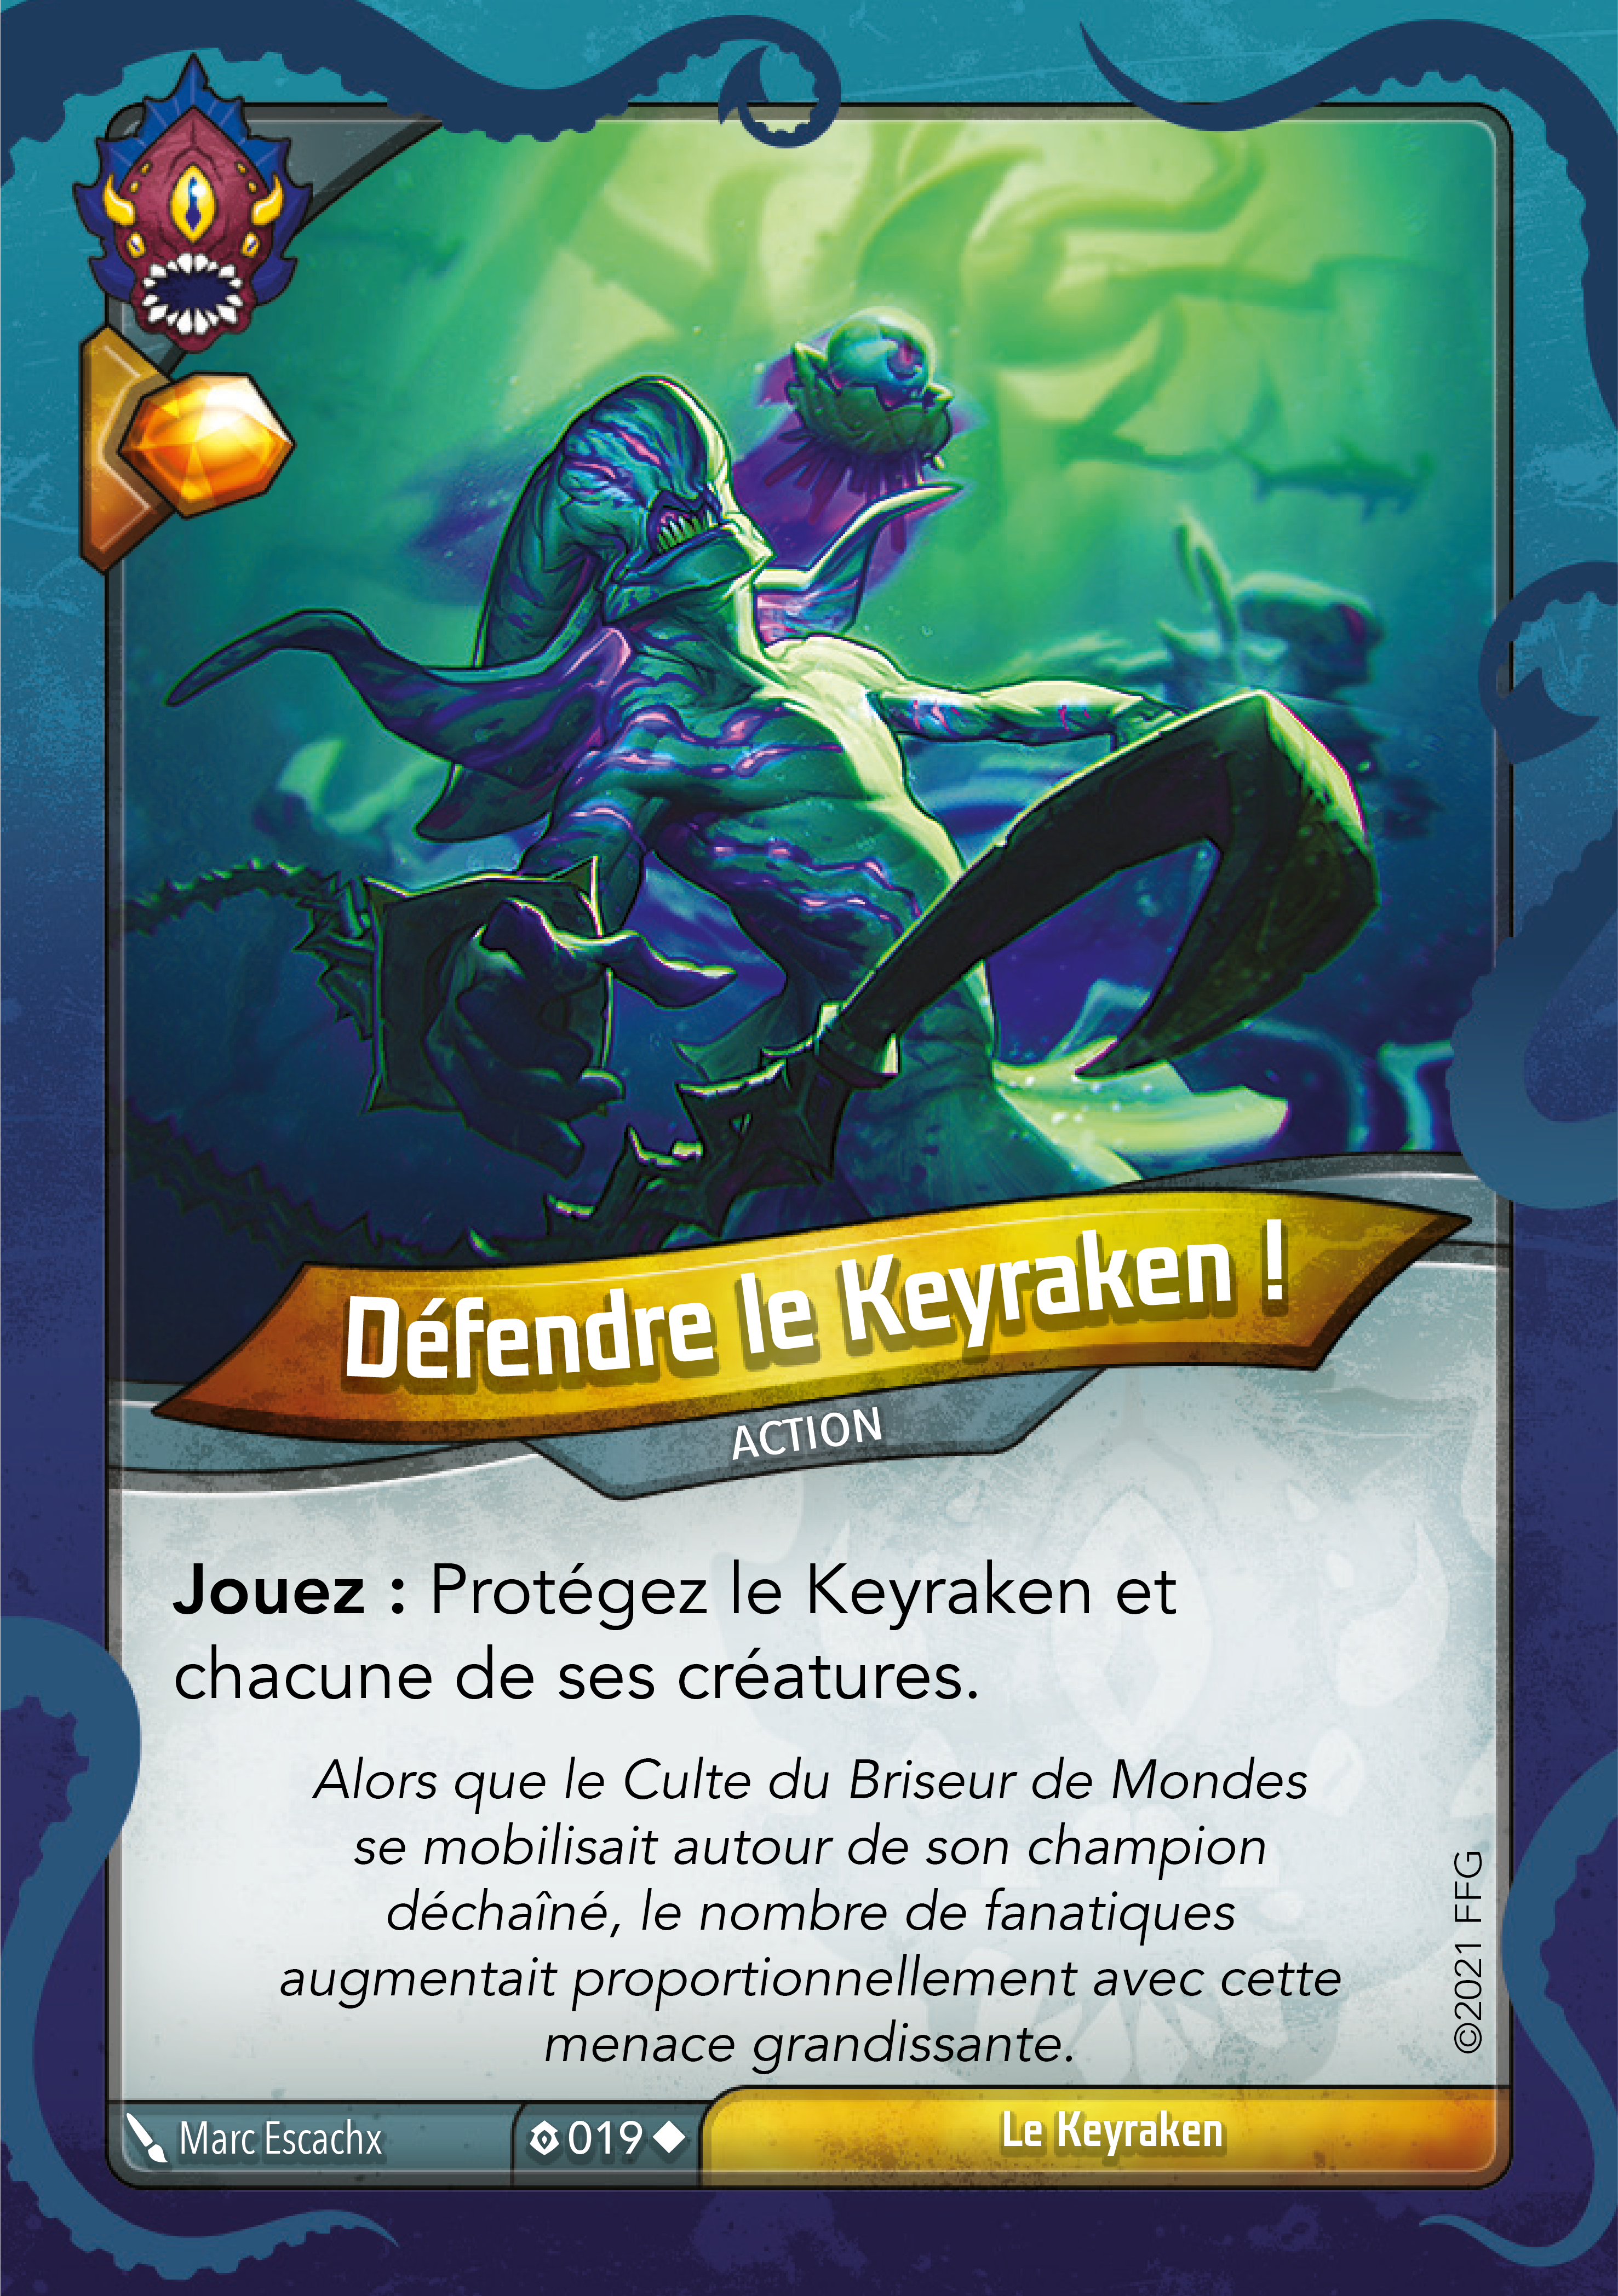 Défendre le Keyraken !
ACTION
Jouez : Protégez le Keyraken et
chacune de ses créatures.
Alors que le Culte du Briseur de Mondes
se mobilisait autour de son champion
déchaîné, le nombre de fanatiques
augmentait proportionnellement avec cette
menace grandissante.
©2021 FFG
Marc Escachx
019
Le Keyraken